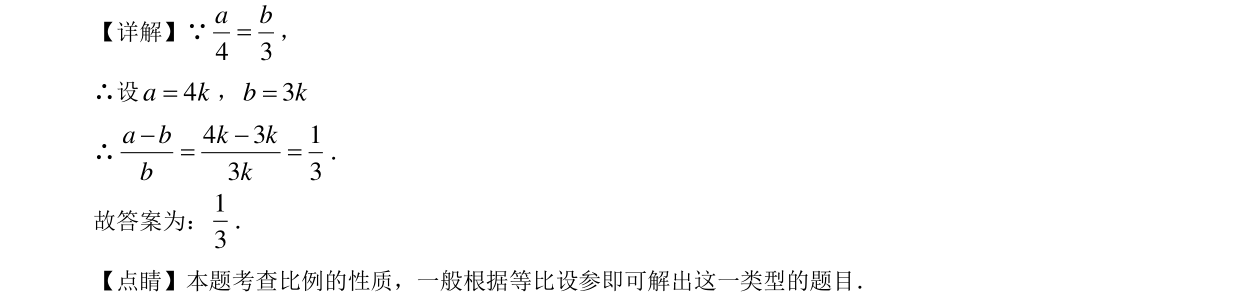 【详解】∵a/4=b/3，
∴设a=4k，b=3k
∴(a-b)/b=(4k-3k)/3k=1/3．
故答案为：1/3．
【点睛】本题考查比例的性质，一般根据等比设参即可解出这一类型的题目．